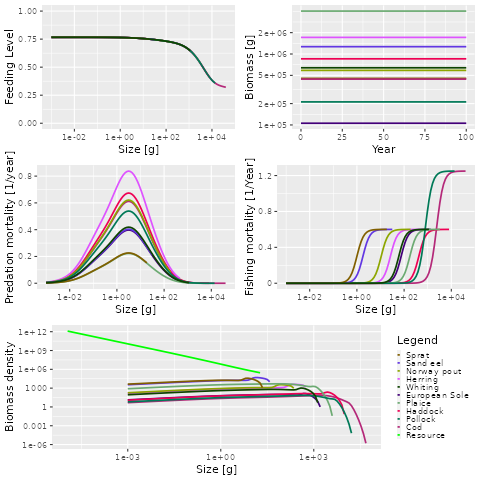 Feeding Level
1.00
0.75
0.50
0.25
0.00
1e-02
1e+00
1e+02
1e+04
Size [g]
Biomass [g]
2e+06
1e+06
5e+05
2e+05
1e+05
0
25
50
75
100
Year
Predation mortality [1/year]
0.8
0.6
0.4
0.2
0
1e-02
1e+00
1e+02
1e+04
Size [g]
Fishing mortality [1/Year]
1.2
0.8
0.4
0
1e-02
1e+00
1e+02
1e+04
Size [g]
Biomass density
1e+12
1e+09
1e+06
1000
1
0.001
1e-06
1e-03
1e+00
1e+03
Size [g]
Legend
Sprat
Sandeel
Norway pout
Herring
Whiting
European Sole
Plaice
Haddock
Pollock
Cod
Resource